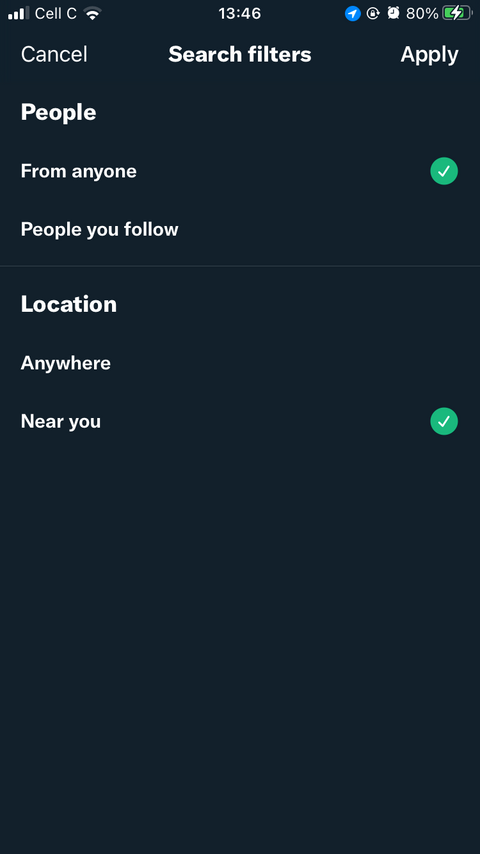 Cell C 13:46 80%
Cancel Search filters Apply
People
From anyone
People you follow
Location
Anywhere
Near you